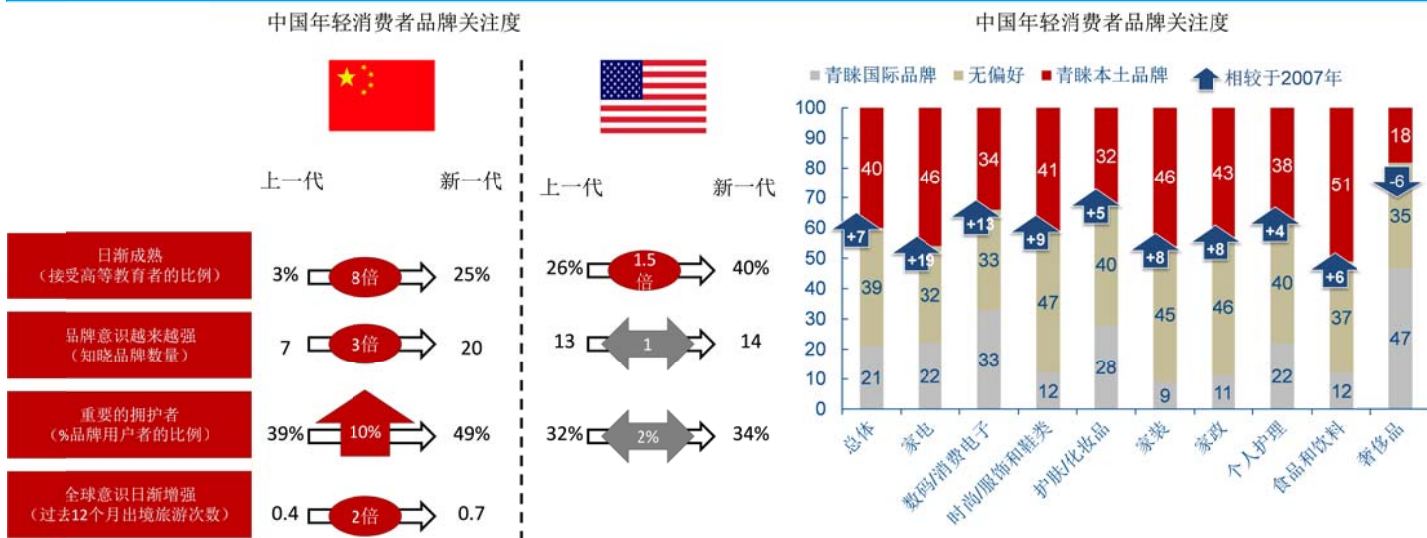 中国年轻消费者品牌关注度
上一代
新一代
上一代
新一代
日渐成熟
（接受高等教育者的比例）
3%
8倍
25%
26%
1.5
倍
40%
品牌意识越来越强
（知晓品牌数量）
7
3倍
20
13
1
14
重要的拥护者
（%品牌用户者的比例）
39%
10%
49%
32%
2%
34%
全球意识日渐增强
（过去12个月出境旅游次数）
0.4
2倍
0.7
中国年轻消费者品牌关注度
青睐国际品牌 无偏好 青睐本土品牌 相较于2007年
100
90
80
70
60
50
40
30
20
10
0
40 46 34 41 32 46 43 38 51 18
+7 +19 +13 +9 +5 +8 +8 +4 +6 -6
39 32 33 47 40 45 46 40 37 35
21 22 33 12 28 9 11 22 12 47
总体
家电
数码/消费电子
时尚/服饰和鞋类
护肤/化妆品
家装
家政
个人护理
食品和饮料
奢侈品